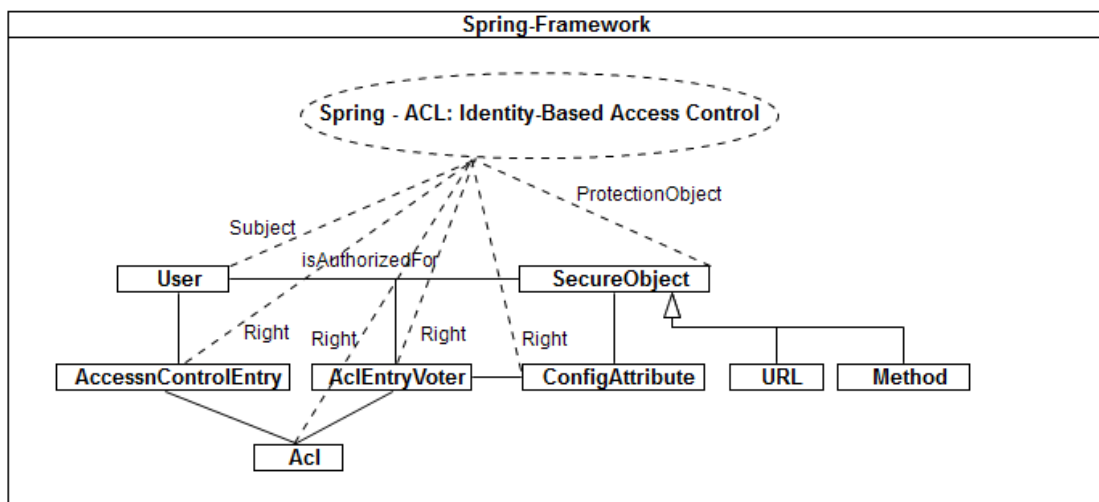 Spring-Framework
Spring - ACL: Identity-Based Access Control
ProtectionObject
Subject
isAuthorizedFor
User
SecureObject
Right
Right
Right
Right
AccessnControlEntry
AclEntryVoter
ConfigAttribute
URL
Method
Acl